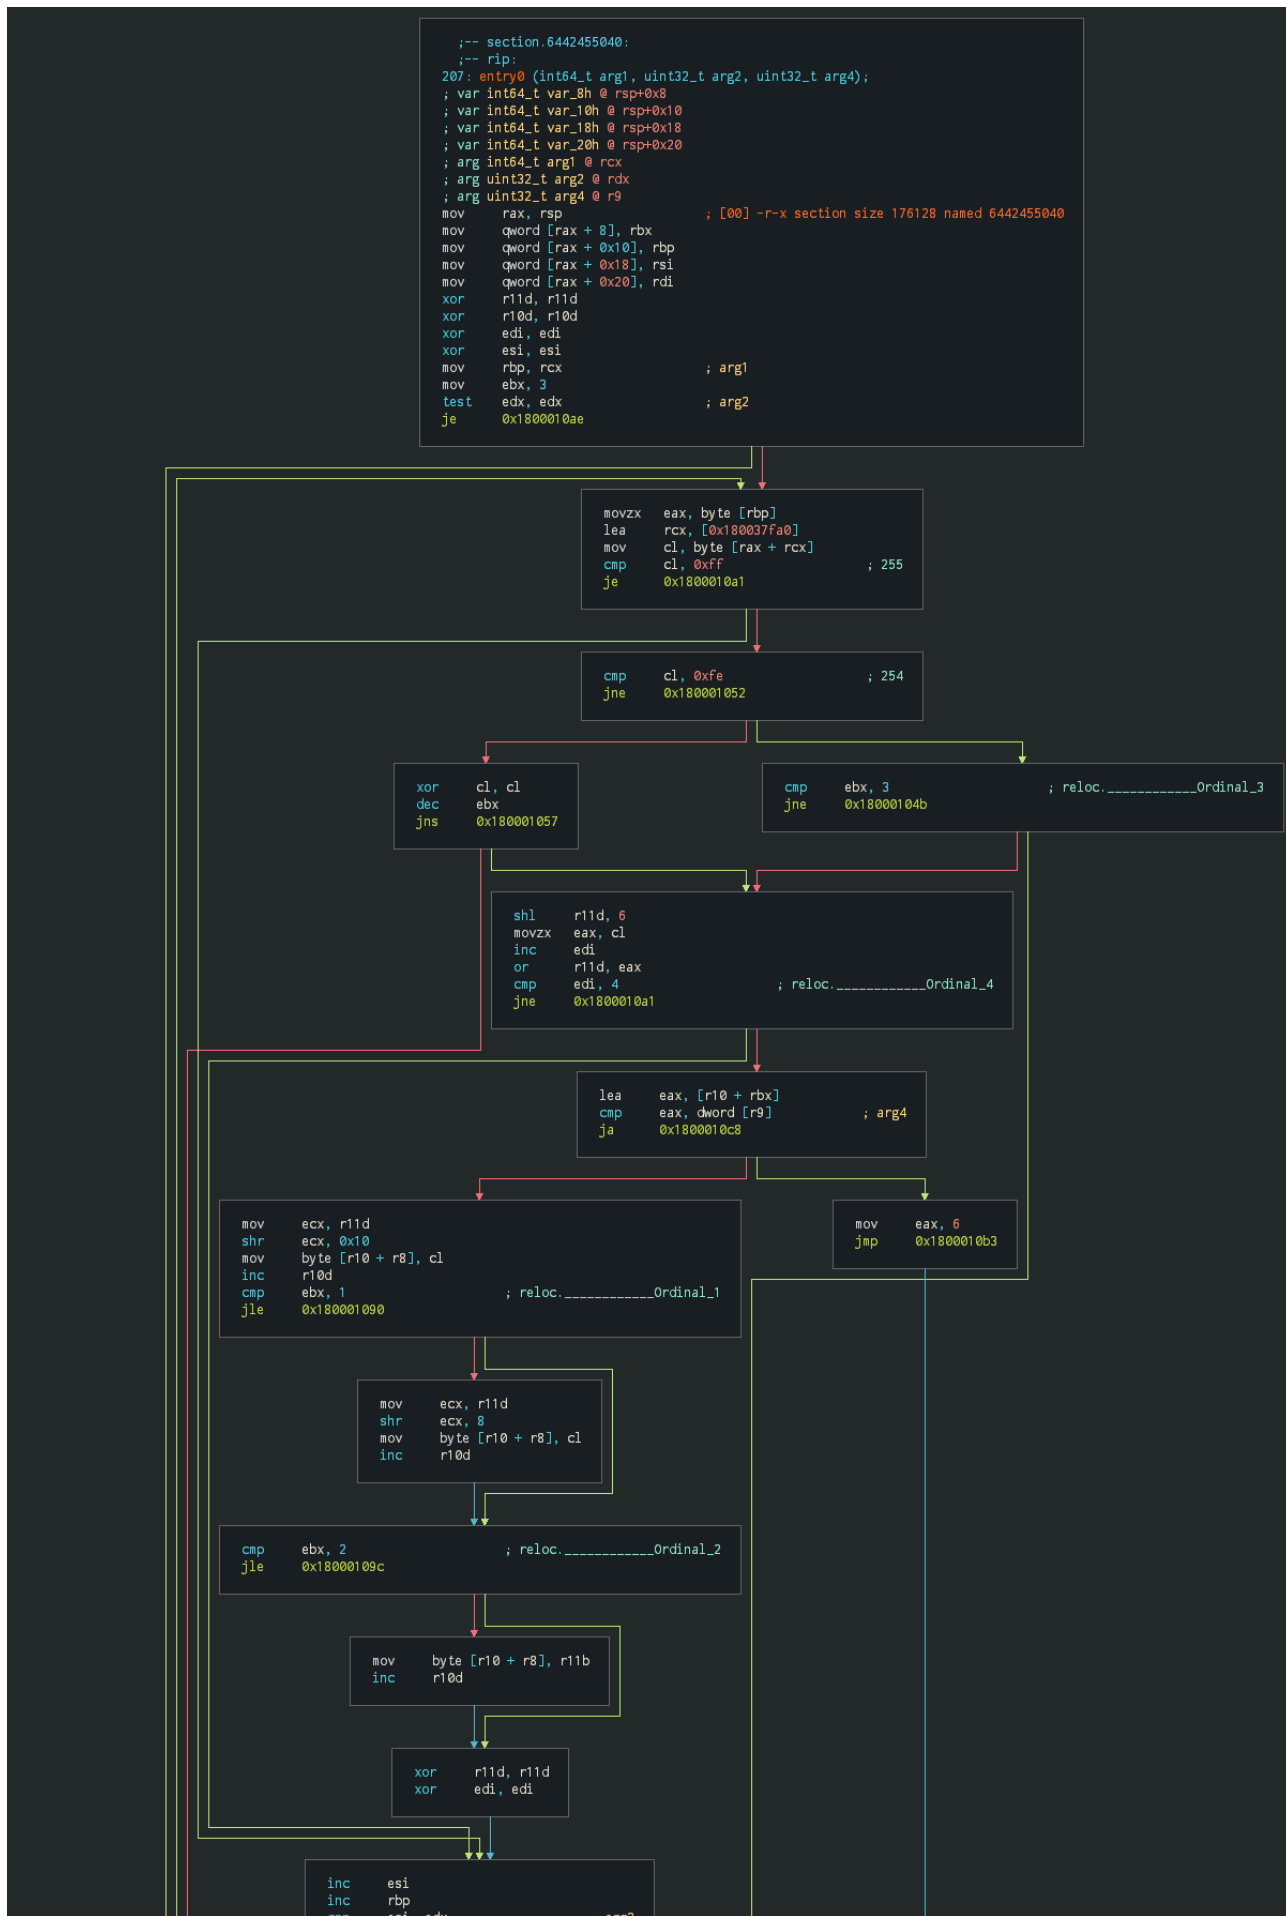 ;-- section.6442455040:
;-- rip:
207: entry0 (int64_t arg1, uint32_t arg2, uint32_t arg4);
; var int64_t var_8h @ rsp+0x8
; var int64_t var_10h @ rsp+0x10
; var int64_t var_18h @ rsp+0x18
; var int64_t var_20h @ rsp+0x20
; arg int64_t arg1 @ rcx
; arg uint32_t arg2 @ rdx
; arg uint32_t arg4 @ r9
mov rax, rsp ; [00] -r-x section size 176128 named 6442455040
mov qword [rax + 8], rbx
mov qword [rax + 0x10], rbp
mov qword [rax + 0x18], rsi
mov qword [rax + 0x20], rdi
xor r11d, r11d
xor r10d, r10d
xor edi, edi
xor esi, esi
mov rbp, rcx ; arg1
mov ebx, 3
test edx, edx ; arg2
je 0x1800010ae
movzx eax, byte [rbp]
lea rcx, [0x180037fa0]
mov cl, byte [rax + rcx]
cmp cl, 0xff ; 255
je 0x1800010a1
cmp cl, 0xfe ; 254
jne 0x180001052
xor cl, cl
dec ebx
jns 0x180001057
cmp ebx, 3 ; reloc.____________Ordinal_3
jne 0x18000104b
shl r11d, 6
movzx eax, cl
inc edi
or r11d, eax
cmp edi, 4 ; reloc.____________Ordinal_4
jne 0x1800010a1
lea eax, [r10 + rbx]
cmp eax, dword [r9] ; arg4
ja 0x1800010c8
mov ecx, r11d
shr ecx, 0x10
mov byte [r10 + r8], cl
inc r10d
cmp ebx, 1 ; reloc.____________Ordinal_1
jle 0x180001090
mov eax, 6
jmp 0x1800010b3
mov ecx, r11d
shr ecx, 8
mov byte [r10 + r8], cl
inc r10d
cmp ebx, 2 ; reloc.____________Ordinal_2
jle 0x18000109c
mov byte [r10 + r8], r11b
inc r10d
xor r11d, r11d
xor edi, edi
inc esi
inc rbp